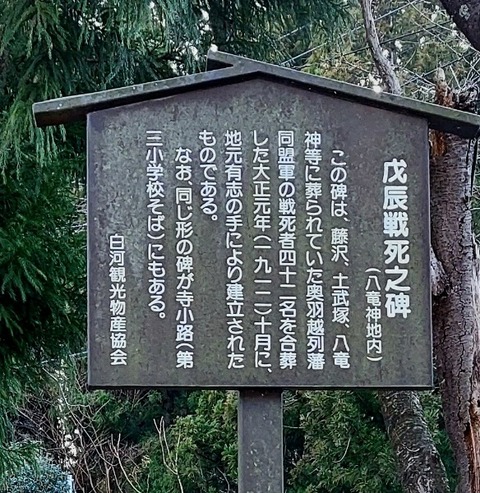 戊辰戦死之碑
(八竜神地内)
この碑は、藤沢、土武塚、八竜
神等に葬られていた奥羽越列藩
同盟軍の戦死者四十二名を合葬
した大正元年(一九一二)十月に、
地元有志の手により建立された
ものである。
なお、同じ形の碑が寺小路(第
三小学校そば)にもある。
白河観光物産協会